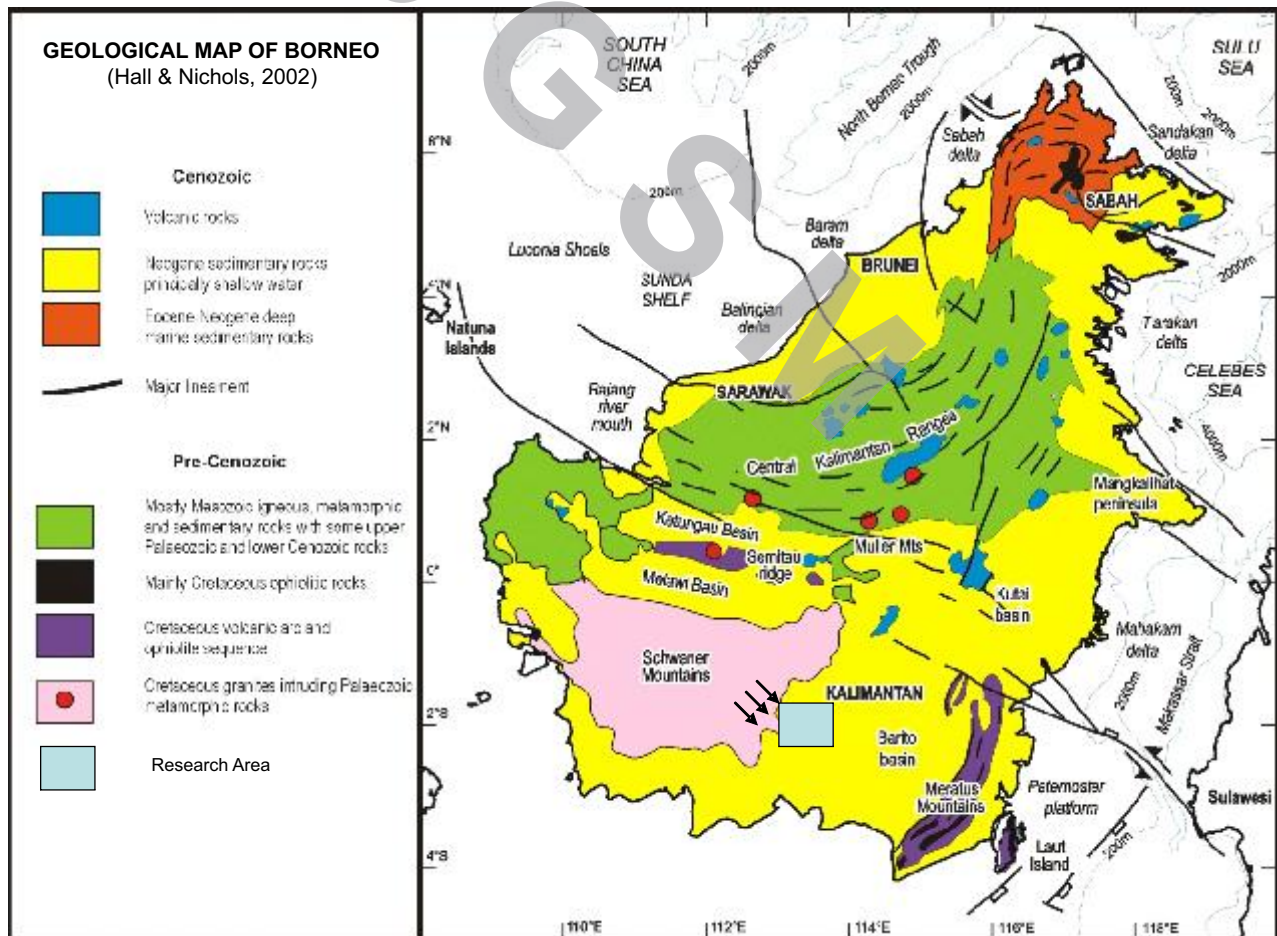 GEOLOGICAL MAP OF BORNEO
(Hall & Nichols, 2002)
Cenozoic
Volcanic rocks
Neogene sedimentary rocks
principally shallow water
Eocene Neogene deep
marine sedimentary rocks
Major lineament
Pre-Cenozoic
Mostly Mesozoic igneous, metamorphic
and sedimentary rocks with some upper
Palaeozoic and lower Cenozoic rocks
Mainly Cretaceous ophiolitic rocks
Cretaceous volcanic arc and
ophiolite sequence
Cretaceous granites intruding Palaeozoic
metamorphic rocks
Research Area
G
S
M
SOUTH
CHINA
SEA
2000m
North Borneo Trough
2000m
SULU
SEA
200m
2000m
6°N
Sabah
delta
Sandakan
delta
200m
SABAH
Luconia Shoals
Baram
delta
BRUNEI
2000m
SUNDA
SHELF
4°N
Balingian
delta
Natuna
Islands
Tarakan
delta
CELEBES
SEA
SARAWAK
Rajang
river
mouth
4000m
2°N
Central Kalimantan Ranges
Mangkalihat
peninsula
Katungau Basin
Muller Mts
Semitau
ridge
0°
Melawi Basin
Kutai
basin
Mahakam
delta
Schwaner
Mountains
2000m
Makassar Strait
KALIMANTAN
2°S
Barito
basin
Meratus
Mountains
Paternoster
platform
Sulawesi
Laut
Island
200m
4°S
110°E
112°E
114°E
116°E
118°E